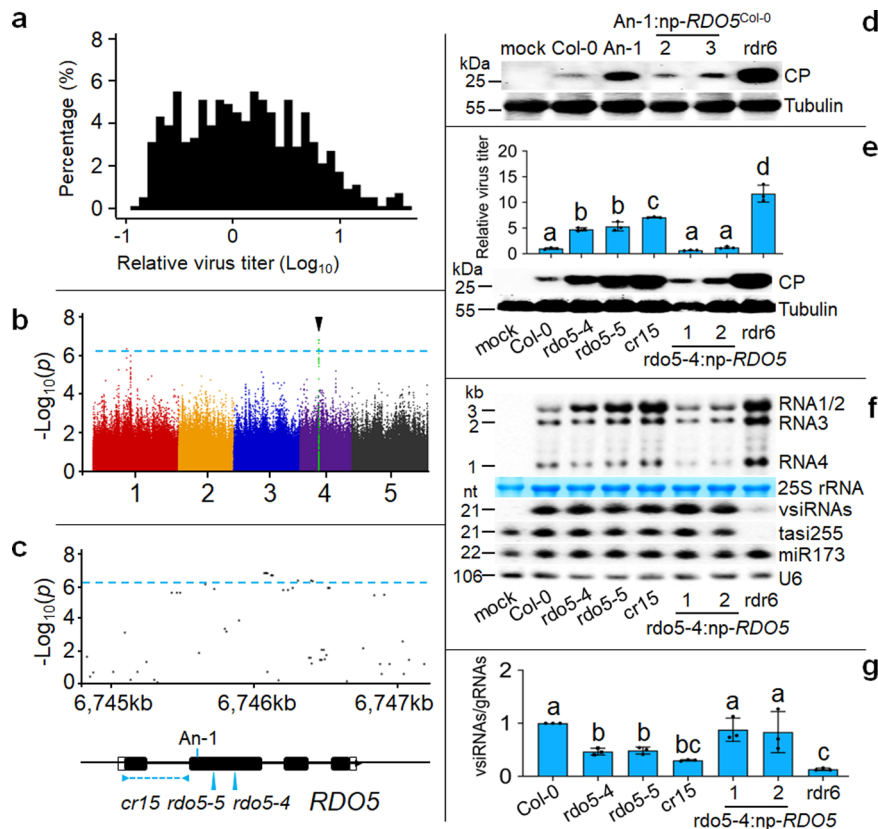 a
8
6
4
2
0
Percentage (%)
-1 0 1
Relative virus titer (Log10)
b
8
6
4
2
0
-Log10(p)
1 2 3 4 5
c
8
6
4
2
0
-Log10(p)
6,745kb 6,746kb 6,747kb
An-1
cr15 rdo5-5 rdo5-4 RDO5
d
An-1:np-RDO5Col-0
mock Col-0 An-1 2 3 rdr6
kDa
25 CP
55 Tubulin
e
20
15
10
5
0
Relative virus titer
a b b c a a d
kDa
25 CP
55 Tubulin
mock Col-0 rdo5-4 rdo5-5 cr15 1 2 rdr6
rdo5-4:np-RDO5
f
kb
3 RNA1/2
2 RNA3
1 RNA4
nt 25S rRNA
21 vsiRNAs
21 tasi255
22 miR173
106 U6
mock Col-0 rdo5-4 rdo5-5 cr15 1 2 rdr6
rdo5-4:np-RDO5
g
2
1
0
vsiRNAs/gRNAs
a b b bc a a c
Col-0 rdo5-4 rdo5-5 cr15 1 2 rdr6
rdo5-4:np-RDO5